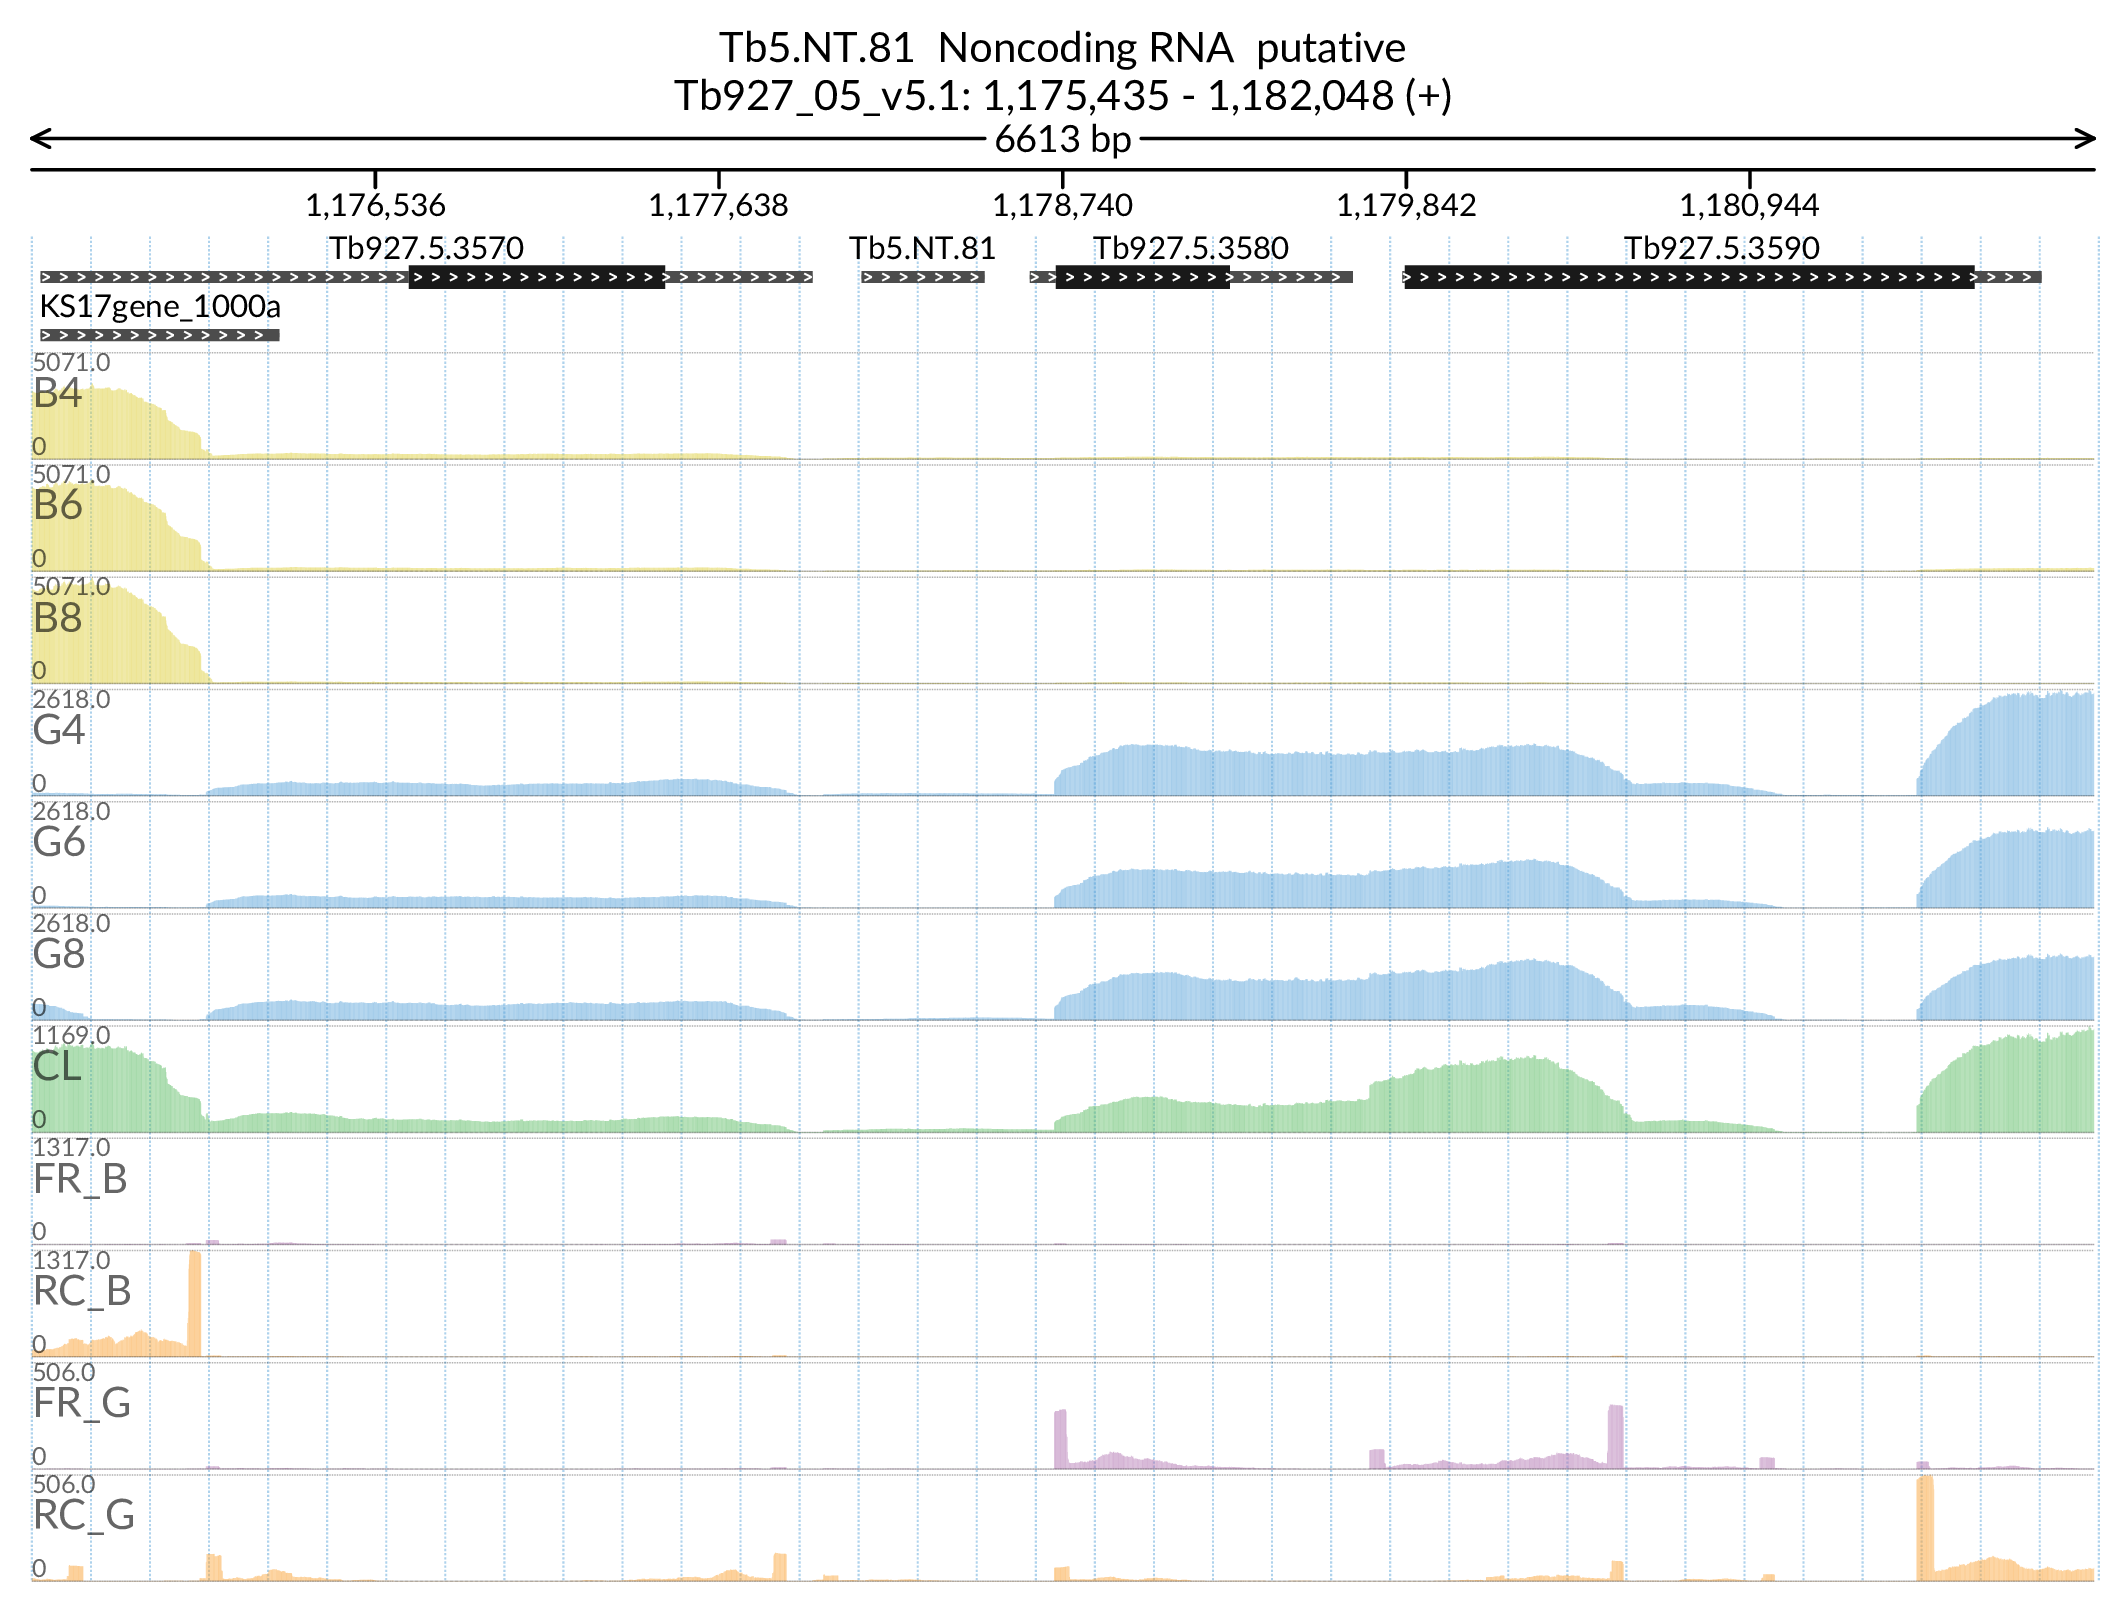 Tb5.NT.81  Noncoding RNA  putative
Tb927_05_v5.1: 1,175,435 - 1,182,048 (+)
6613 bp
1,176,536 1,177,638 1,178,740 1,179,842 1,180,944
Tb927.5.3570 Tb5.NT.81 Tb927.5.3580 Tb927.5.3590
KS17gene_1000a
5071.0
B4
0
5071.0
B6
0
5071.0
B8
0
2618.0
G4
0
2618.0
G6
0
2618.0
G8
0
1169.0
CL
0
1317.0
FR_B
0
1317.0
RC_B
0
506.0
FR_G
0
506.0
RC_G
0